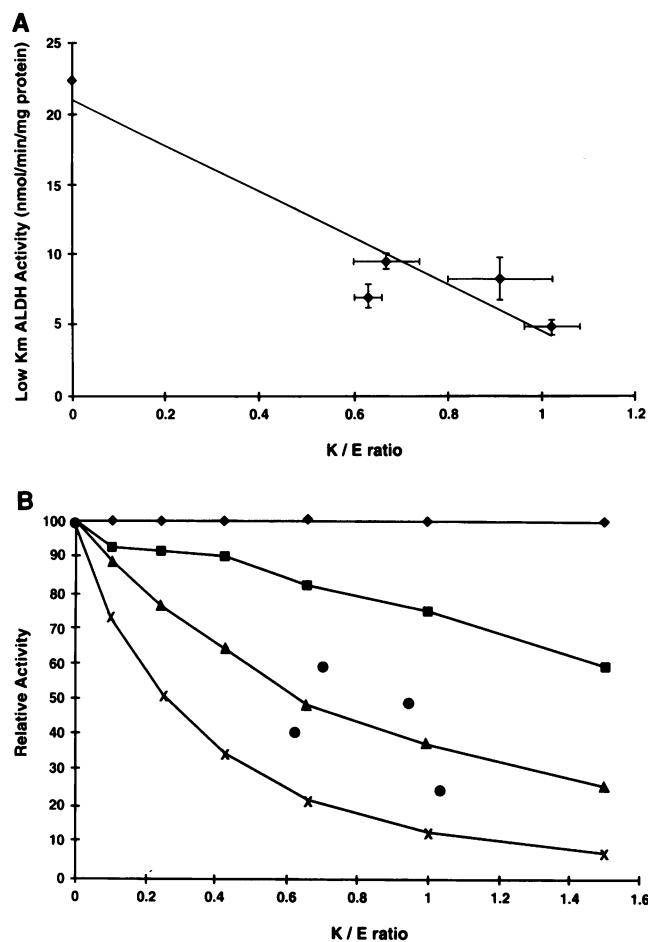 A
Low Km ALDH Activity (nmol/min/mg protein)
25
20
15
10
5
0
0 0.2 0.4 0.6 0.8 1 1.2
K / E ratio
B
Relative Activity
100
90
80
70
60
50
40
30
20
10
0
0 0.2 0.4 0.6 0.8 1 1.2 1.4 1.6
K / E ratio